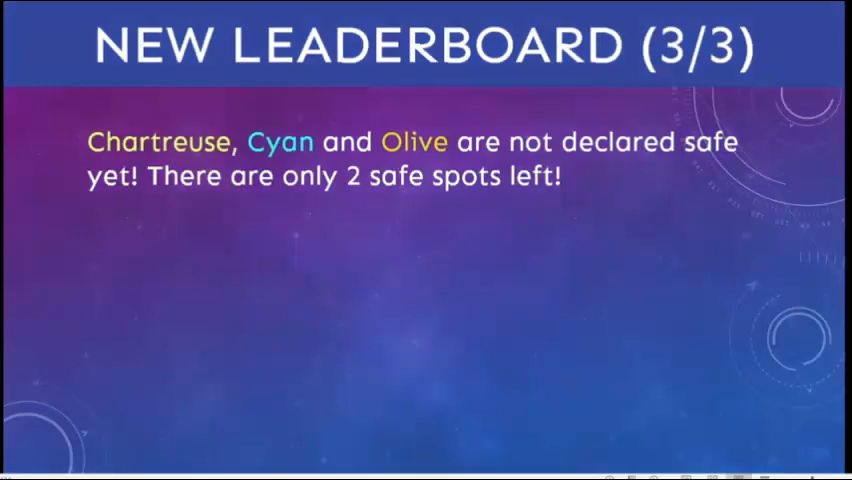 NEW LEADERBOARD (3/3)
Chartreuse, Cyan and Olive are not declared safe
yet! There are only 2 safe spots left!